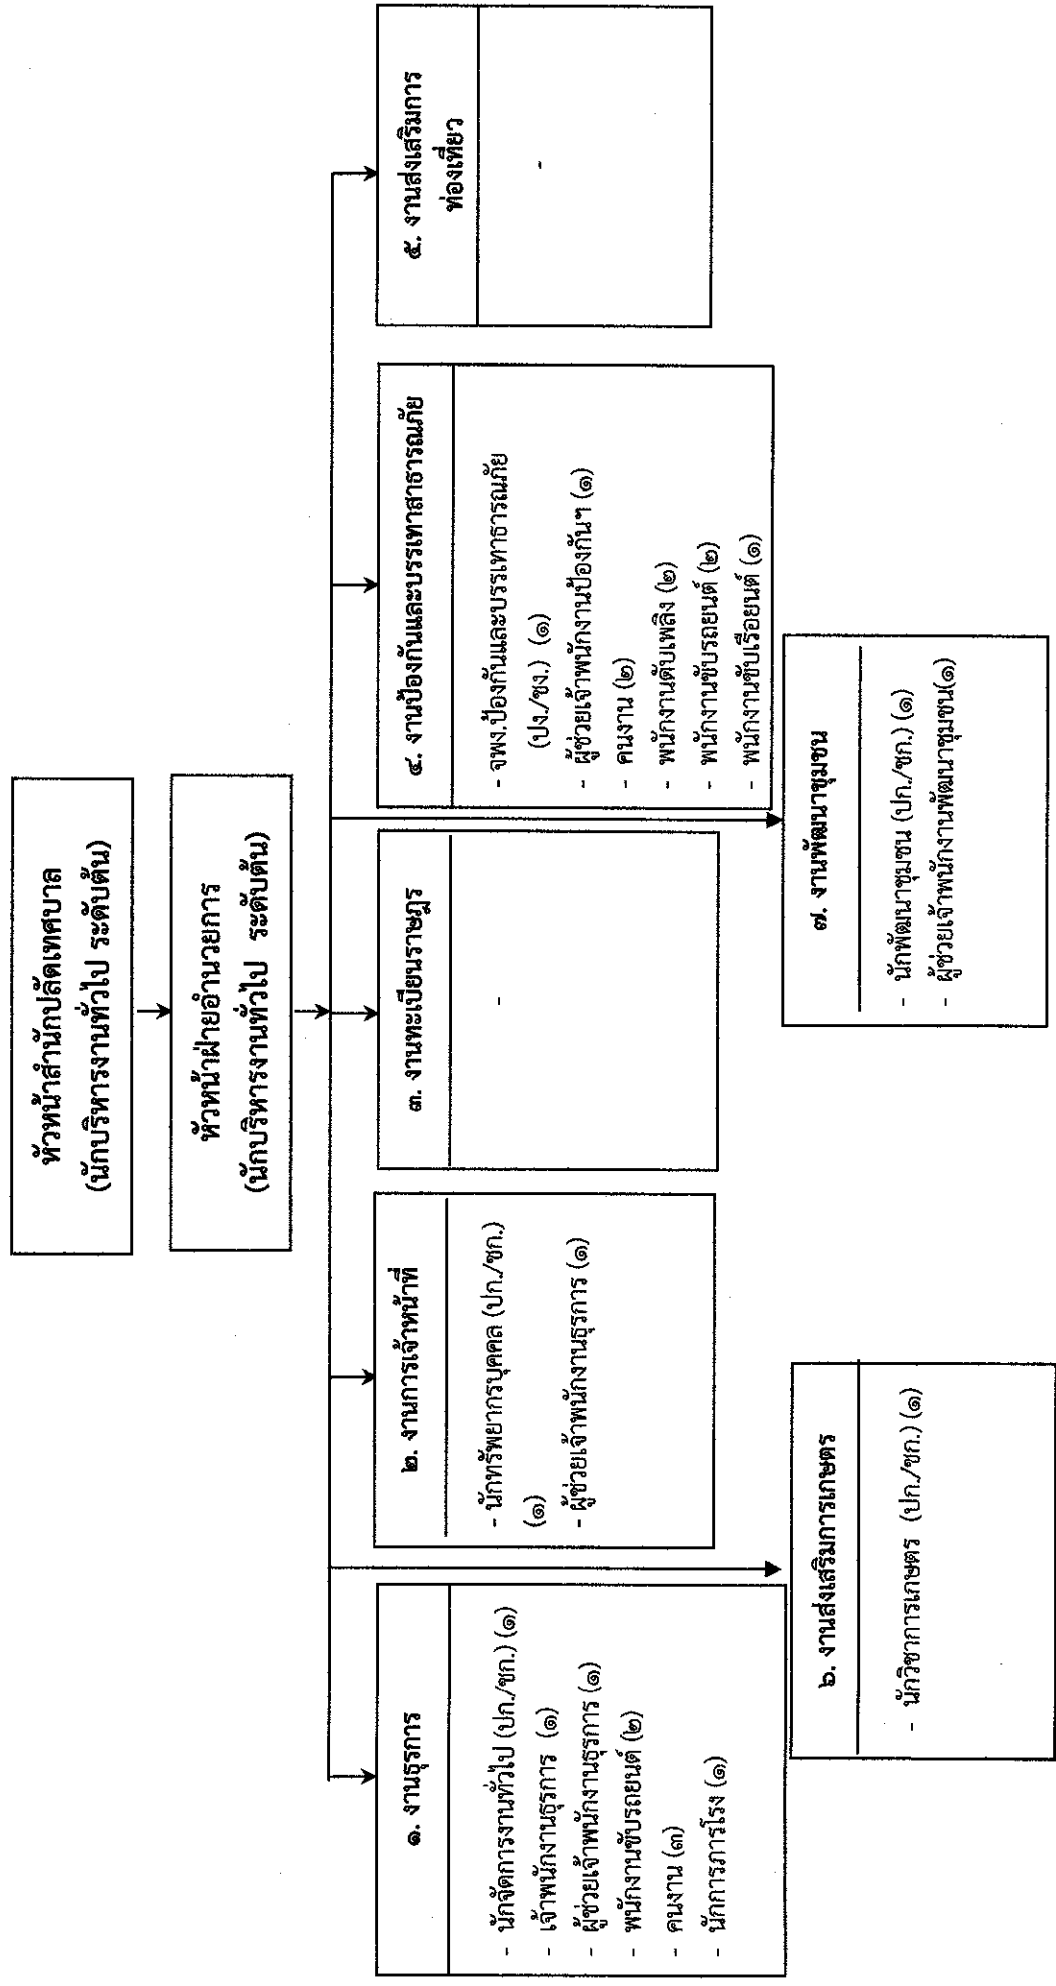 หัวหน้าสำนักปลัดเทศบาล
(นักบริหารงานทั่วไป ระดับต้น)
หัวหน้าฝ่ายอำนวยการ
(นักบริหารงานทั่วไป ระดับต้น)
๑. งานธุรการ
- นักจัดการงานทั่วไป (ปก./ชก.) (๑)
- เจ้าพนักงานธุรการ (๑)
- ผู้ช่วยเจ้าพนักงานธุรการ (๑)
- พนักงานขับรถยนต์ (๒)
- คนงาน (๓)
- นักการภารโรง (๑)
๒. งานการเจ้าหน้าที่
- นักทรัพยากรบุคคล (ปก./ชก.)
(๑)
- ผู้ช่วยเจ้าพนักงานธุรการ (๑)
๓. งานทะเบียนราษฎร
-
๔. งานป้องกันและบรรเทาสาธารณภัย
- จพง.ป้องกันและบรรเทาธารณภัย
(ปง./ชง.) (๑)
- ผู้ช่วยเจ้าพนักงานป้องกันฯ (๑)
- คนงาน (๒)
- พนักงานดับเพลิง (๒)
- พนักงานขับรถยนต์ (๒)
- พนักงานขับเรือยนต์ (๑)
๕. งานส่งเสริมการ
ท่องเที่ยว
-
๖. งานส่งเสริมการเกษตร
- นักวิชาการเกษตร (ปก./ชก.) (๑)
๗. งานพัฒนาชุมชน
- นักพัฒนาชุมชน (ปก./ชก.) (๑)
- ผู้ช่วยเจ้าพนักงานพัฒนาชุมชน(๑)